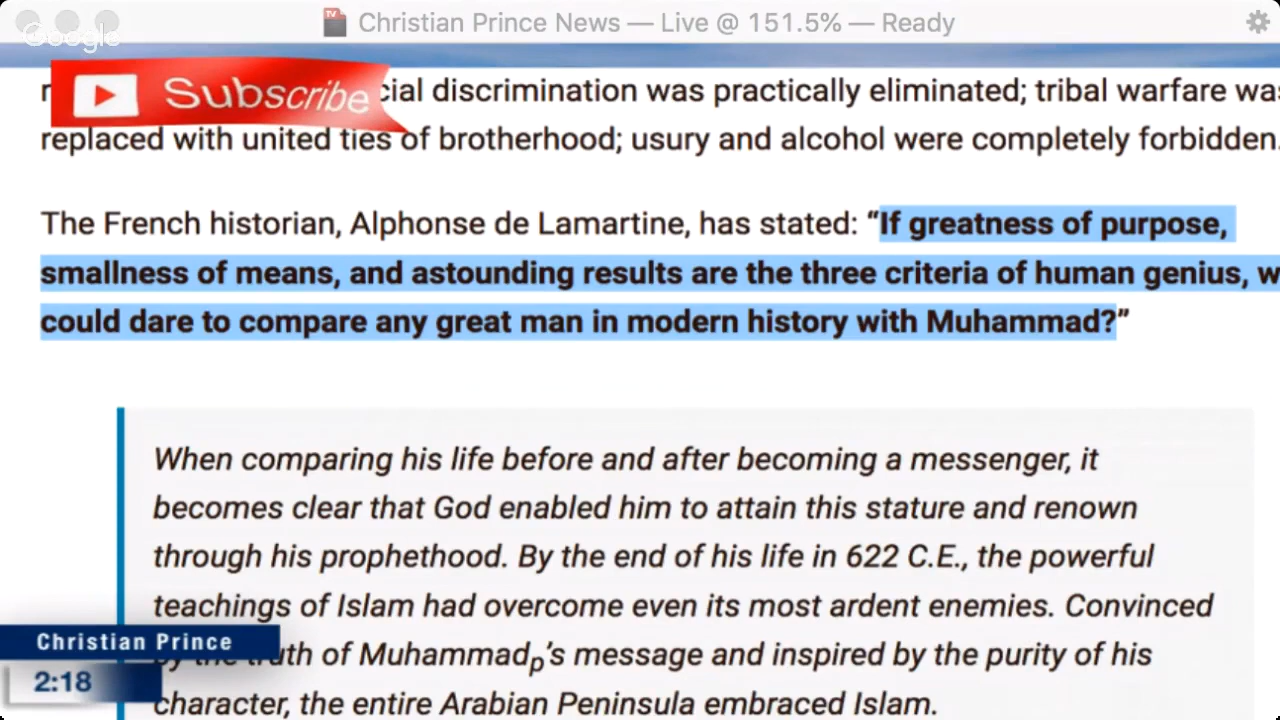 Christian Prince News — Live @ 151.5% — Ready
Google
Subscribe
cial discrimination was practically eliminated; tribal warfare
replaced with united ties of brotherhood; usury and alcohol were completely forbidden.
The French historian, Alphonse de Lamartine, has stated: “If greatness of purpose,
smallness of means, and astounding results are the three criteria of human genius,
could dare to compare any great man in modern history with Muhammad?”
When comparing his life before and after becoming a messenger, it
becomes clear that God enabled him to attain this stature and renown
through his prophethood. By the end of his life in 622 C.E., the powerful
teachings of Islam had overcome even its most ardent enemies. Convinced
of Muhammadp’s message and inspired by the purity of his
character, the entire Arabian Peninsula embraced Islam.
Christian Prince
2:18